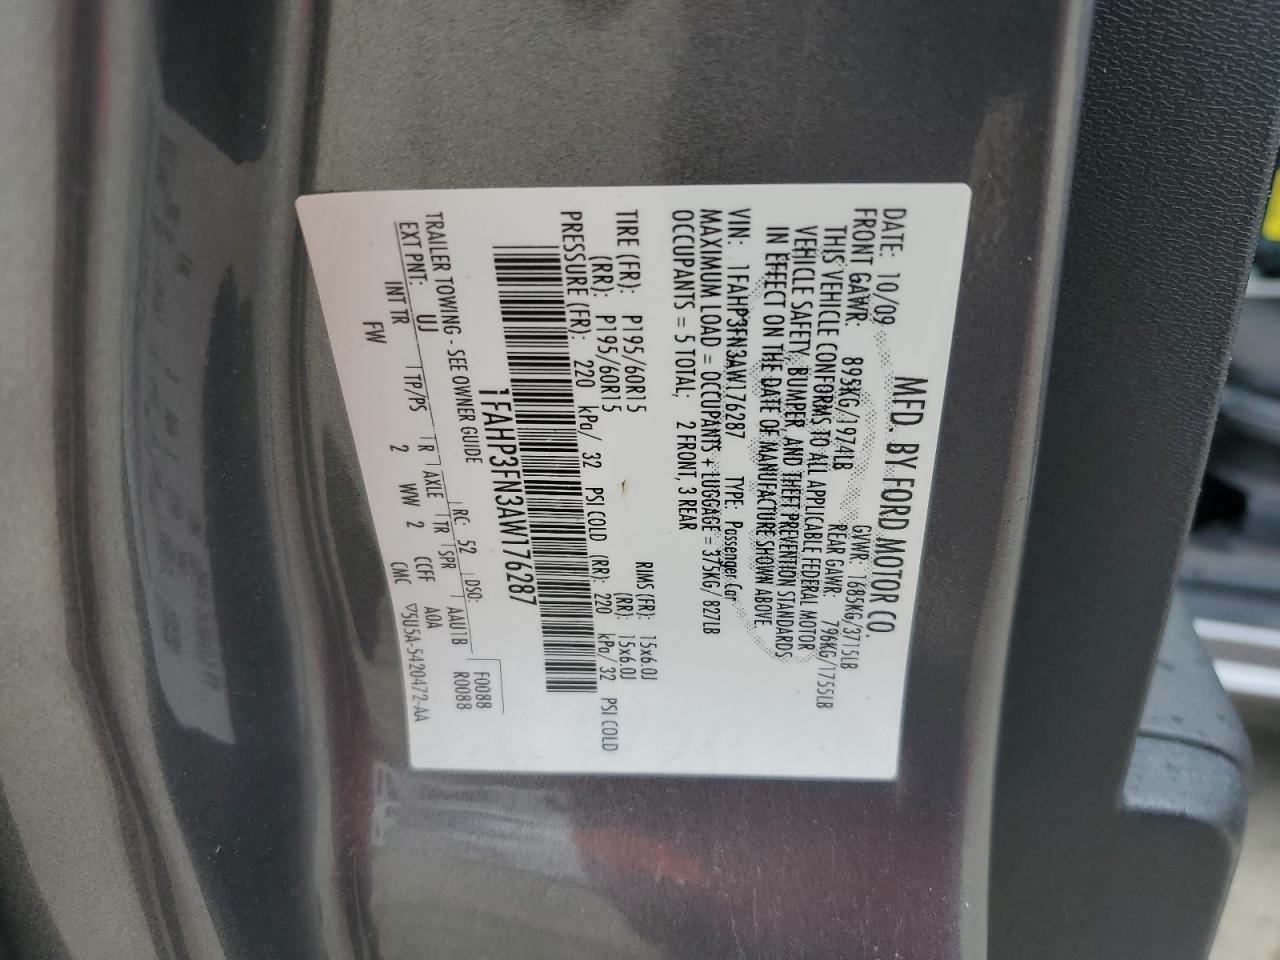 MFD. BY FORD MOTOR CO.
DATE: 10/09 GVWR: 1685KG/3715LB
FRONT GAWR: 895KG/1974LB REAR GAWR: 796KG/1755LB
THIS VEHICLE CONFORMS TO ALL APPLICABLE FEDERAL MOTOR
VEHICLE SAFETY, BUMPER, AND THEFT PREVENTION STANDARDS
IN EFFECT ON THE DATE OF MANUFACTURE SHOWN ABOVE
VIN: 1FAHP3FN3AW176287 TYPE: Passenger Car
MAXIMUM LOAD = OCCUPANTS + LUGGAGE = 375KG/ 827LB
OCCUPANTS = 5 TOTAL; 2 FRONT, 3 REAR
TIRE (FR): P195/60R15 RIMS (FR): 15x6.0J
(RR): P195/60R15 (RR): 15x6.0J
PRESSURE (FR): 220 kPa/ 32 PSI COLD (RR): 220 kPa/ 32 PSI COLD
1FAHP3FN3AW176287
TRAILER TOWING - SEE OWNER GUIDE
EXT PNT: UJ RC: 52 DSO: F0088
R0088
INT TR TP/PS R AXLE TR SPR AAU1B
FW 2 2 CCFF A0A
WW CMC ▽5U5A-5420472-AA